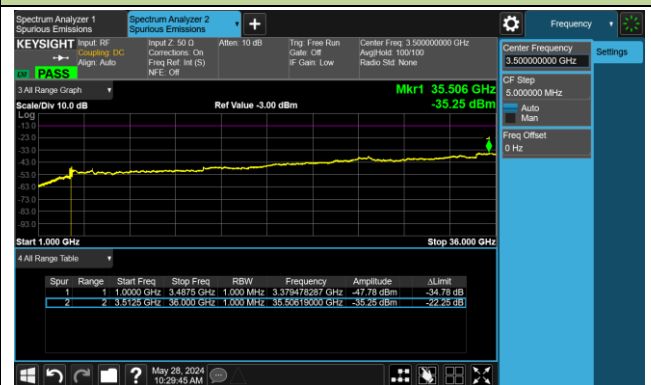 Spectrum Analyzer 1
Spurious Emissions
Spectrum Analyzer 2
Spurious Emissions
Frequency
KEYSIGHT
Input: RF
Coupling: DC
Align: Auto
Input Z: 50 Ω
Corrections: On
Freq Ref: Int (S)
NFE: Off
Atten: 10 dB
Trig: Free Run
Gate: Off
IF Gain: Low
Center Freq: 3.500000000 GHz
Avg|Hold: 100/100
Radio Std: None
PASS
Center Frequency
3.500000000 GHz
Settings
CF Step
5.000000 MHz
Auto
Man
Freq Offset
0 Hz
3 All Range Graph
Mkr1 35.506 GHz
Scale/Div 10.0 dB
Ref Value -3.00 dBm
-35.25 dBm
Log
-13.0
-23.0
-33.0
-43.0
-53.0
-63.0
-73.0
-83.0
-93.0
1
Start 1.000 GHz
Stop 36.000 GHz
4 All Range Table
Spur Range Start Freq Stop Freq RBW Frequency Amplitude ΔLimit
1 1 1.0000 GHz 3.4875 GHz 1.000 MHz 3.379478287 GHz -47.78 dBm -34.78 dB
2 2 3.5125 GHz 36.000 GHz 1.000 MHz 35.50619000 GHz -35.25 dBm -22.25 dB
?
May 28, 2024
10:29:45 AM